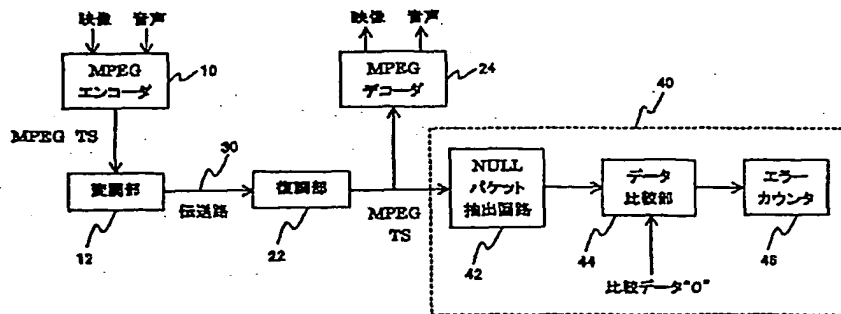 映像 音声
MPEG
エンコーダ
10
MPEG TS
変調部
12
30
伝送路
復調部
22
映像 音声
MPEG
デコーダ
24
MPEG
TS
40
NULL
パケット
抽出回路
42
データ
比較部
44
比較データ"0"
エラー
カウンタ
46